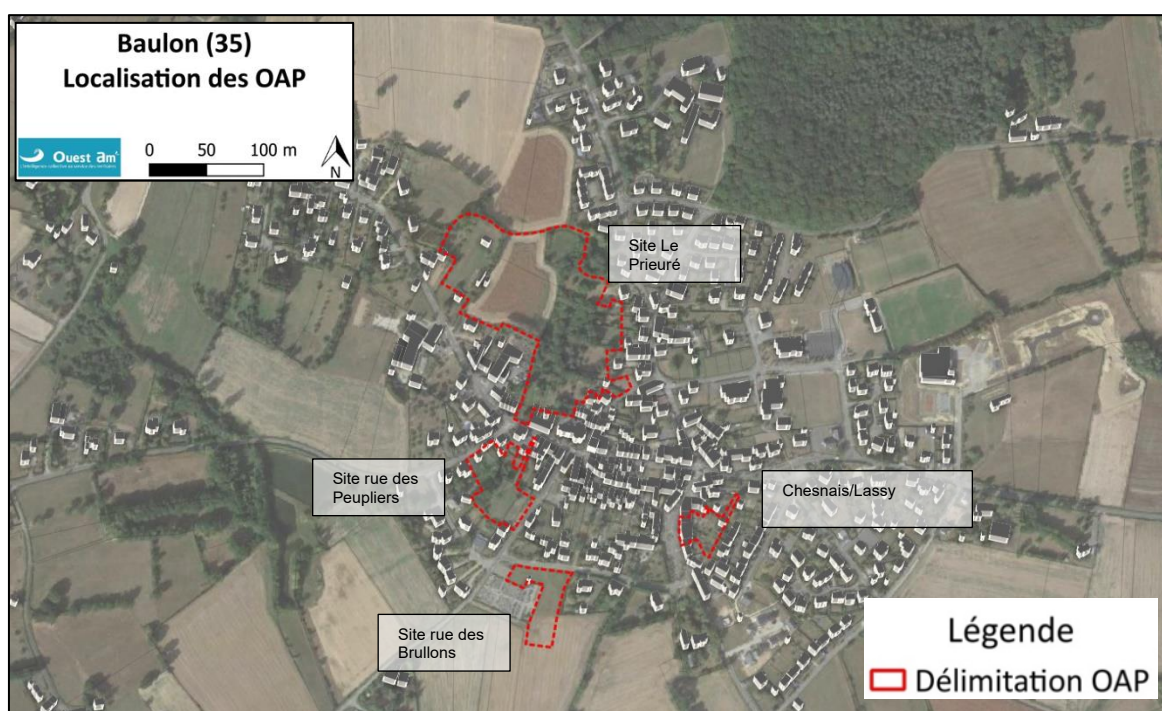 Baulon (35)
Localisation des OAP
Ouest am'
0 50 100 m
N
Site Le
Prieuré
Site rue des
Peupliers
Chesnais/Lassy
Site rue des
Brullons
Légende
Délimitation OAP